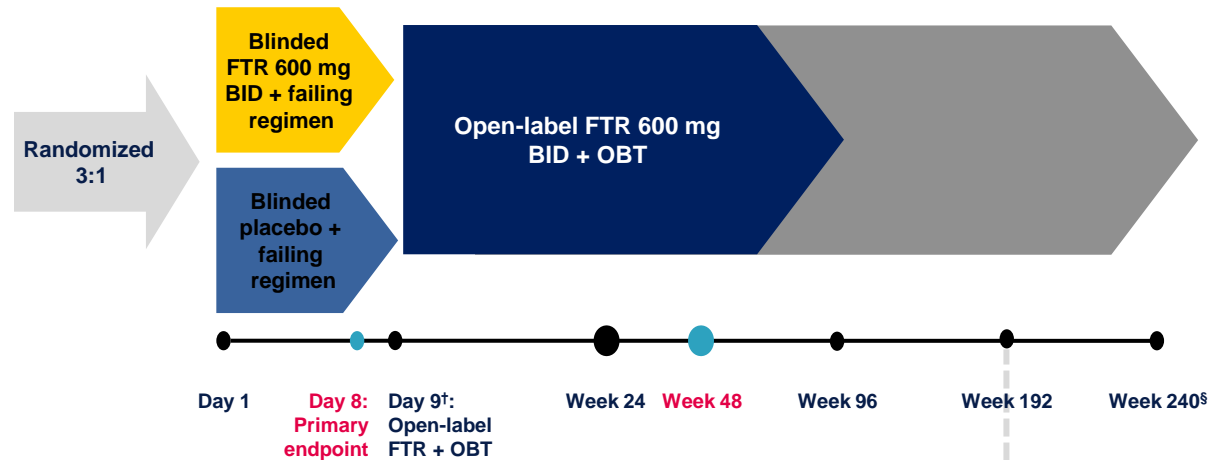 Randomized
3:1
Blinded
FTR 600 mg
BID + failing
regimen
Blinded
placebo +
failing
regimen
Open-label FTR 600 mg
BID + OBT
Day 1
Day 8:
Primary
endpoint
Day 9†:
Open-label
FTR + OBT
Week 24
Week 48
Week 96
Week 192
Week 240§